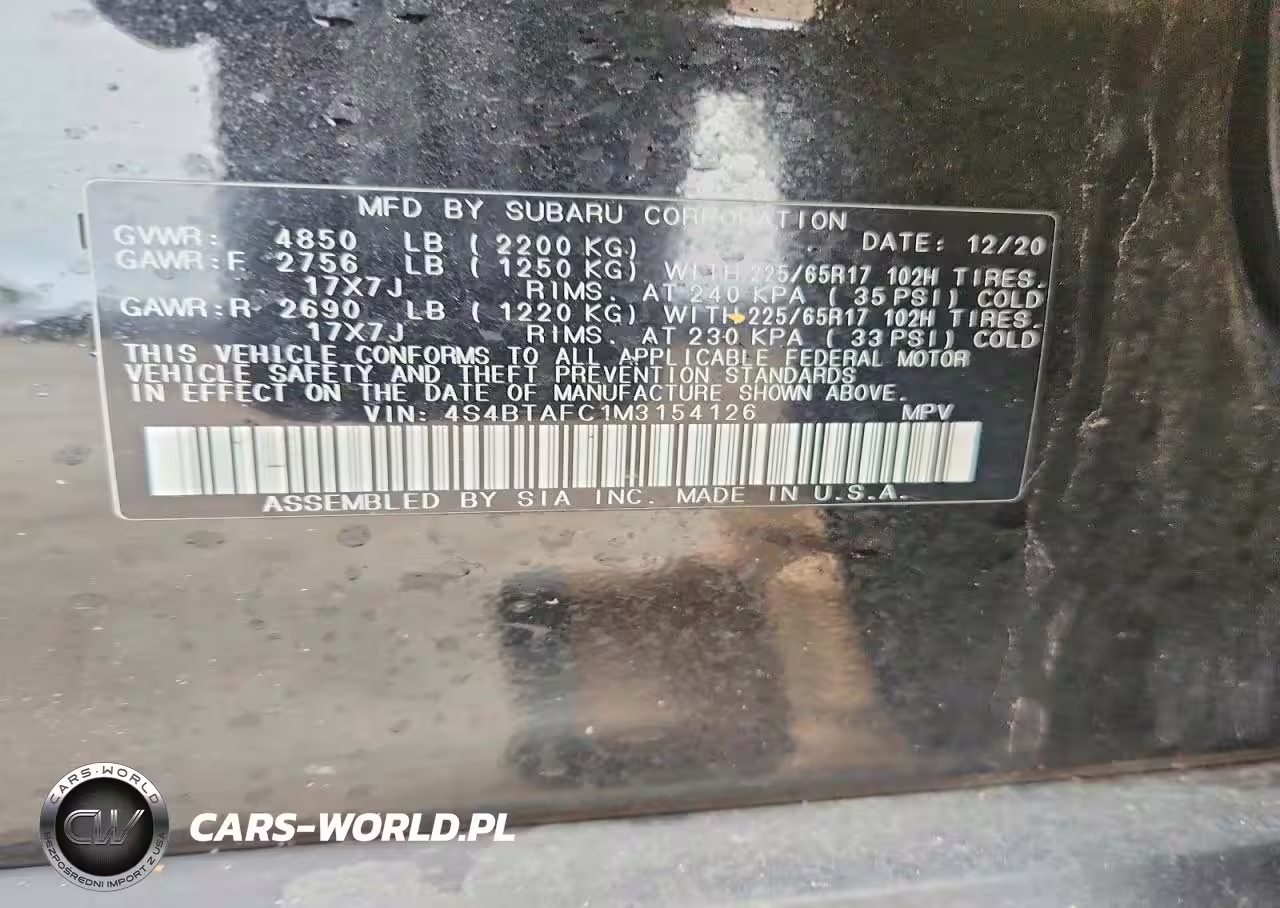 MFD BY SUBARU CORPORATION
GVWR: 4850 LB ( 2200 KG) DATE: 12/20
GAWR:F 2756 LB ( 1250 KG) WITH 225/65R17 102H TIRES.
17X7J RIMS. AT 240 KPA ( 35 PSI) COLD
GAWR:R 2690 LB ( 1220 KG) WITH 225/65R17 102H TIRES.
17X7J RIMS. AT 230 KPA ( 33 PSI) COLD
THIS VEHICLE CONFORMS TO ALL APPLICABLE FEDERAL MOTOR
VEHICLE SAFETY AND THEFT PREVENTION STANDARDS
IN EFFECT ON THE DATE OF MANUFACTURE SHOWN ABOVE.
VIN: 4S4BTAFC1M3154126 MPV
ASSEMBLED BY SIA INC. MADE IN U.S.A.
CARS-WORLD
CW
BEZPOŚREDNI IMPORT Z USA
CARS-WORLD.PL